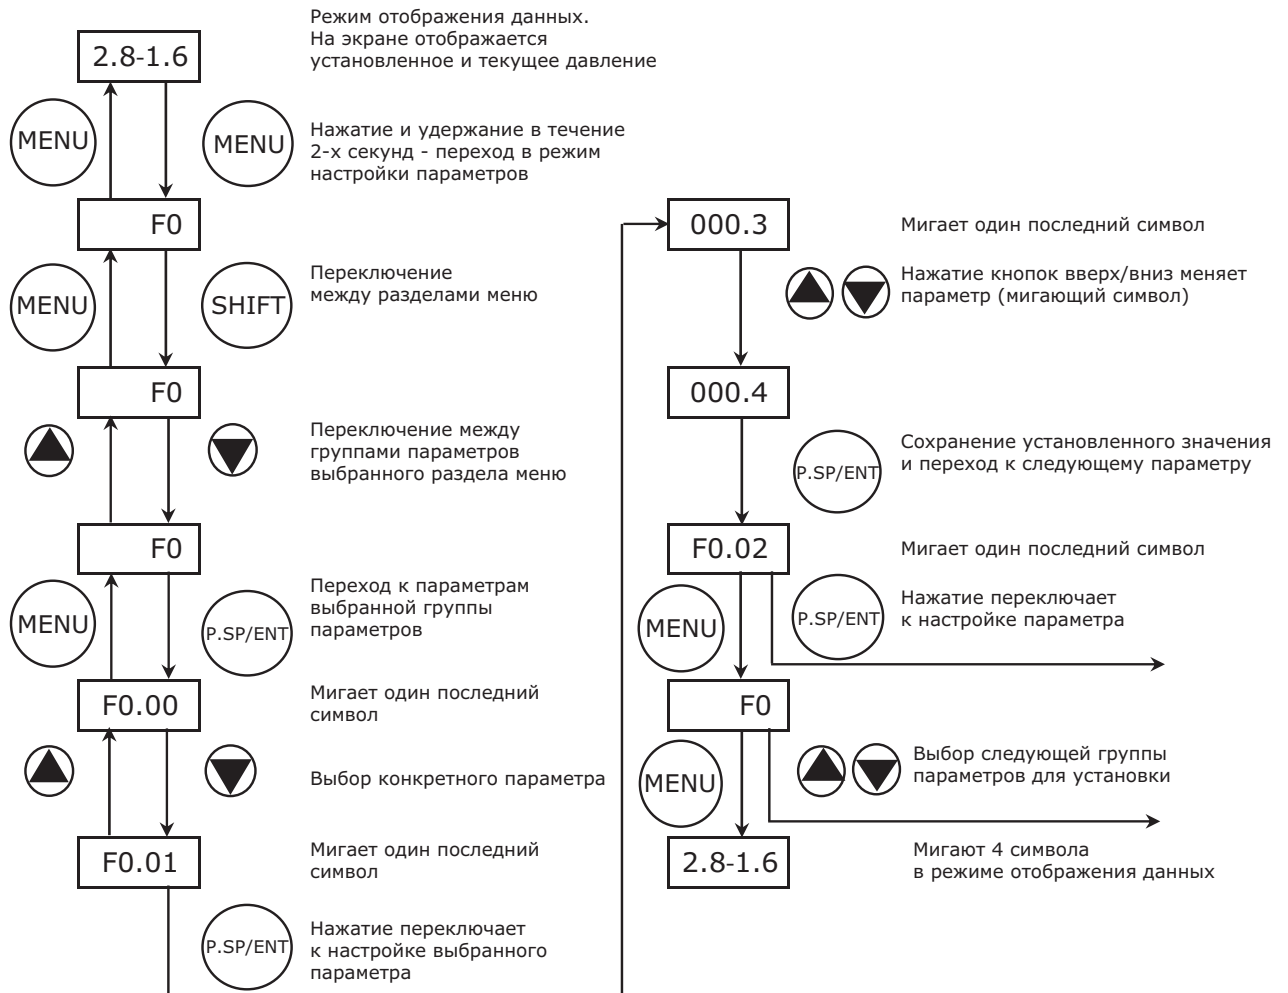 2.8-1.6
Режим отображения данных.
На экране отображается
установленное и текущее давление
MENU
MENU
Нажатие и удержание в течение
2-х секунд - переход в режим
настройки параметров
F0
MENU
SHIFT
Переключение
между разделами меню
F0
Переключение между
группами параметров
выбранного раздела меню
F0
MENU
P.SP/ENT
Переход к параметрам
выбранной группы
параметров
F0.00
Мигает один последний
символ
Выбор конкретного параметра
F0.01
Мигает один последний
символ
P.SP/ENT
Нажатие переключает
к настройке выбранного
параметра
000.3
Мигает один последний символ
Нажатие кнопок вверх/вниз меняет
параметр (мигающий символ)
000.4
P.SP/ENT
Сохранение установленного значения
и переход к следующему параметру
F0.02
Мигает один последний символ
MENU
P.SP/ENT
Нажатие переключает
к настройке параметра
F0
MENU
Выбор следующей группы
параметров для установки
2.8-1.6
Мигают 4 символа
в режиме отображения данных